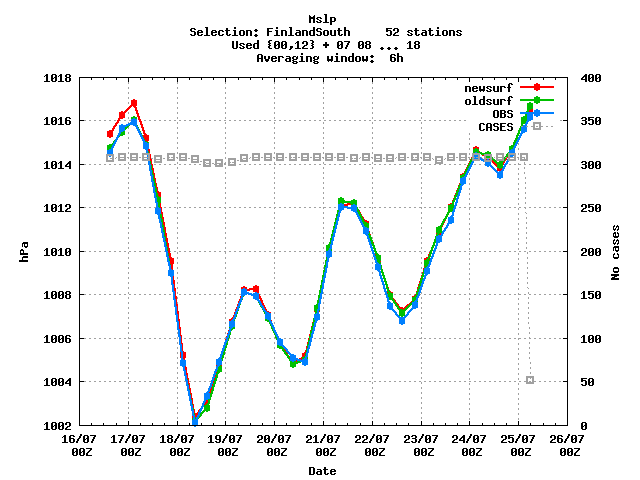 Mslp
Selection: FinlandSouth     52 stations
Used {00,12} + 07 08 ... 18
Averaging window:  6h
1018
1016
1014
1012
1010
1008
1006
1004
1002
hPa
400
350
300
250
200
150
100
50
0
No cases
newsurf
oldsurf
OBS
CASES
16/07 17/07 18/07 19/07 20/07 21/07 22/07 23/07 24/07 25/07 26/07
00Z 00Z 00Z 00Z 00Z 00Z 00Z 00Z 00Z 00Z 00Z
Date